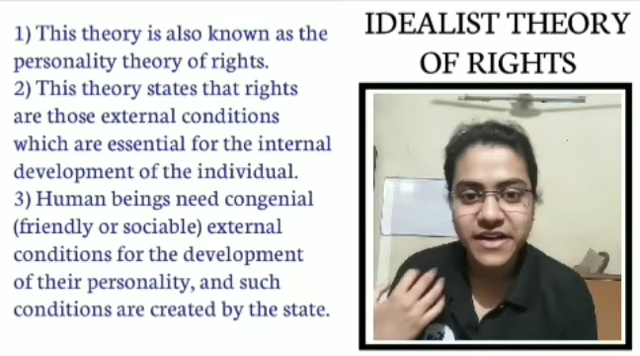 1) This theory is also known as the
personality theory of rights.
2) This theory states that rights
are those external conditions
which are essential for the internal
development of the individual.
3) Human beings need congenial
(friendly or sociable) external
conditions for the development
of their personality, and such
conditions are created by the state.
IDEALIST THEORY
OF RIGHTS